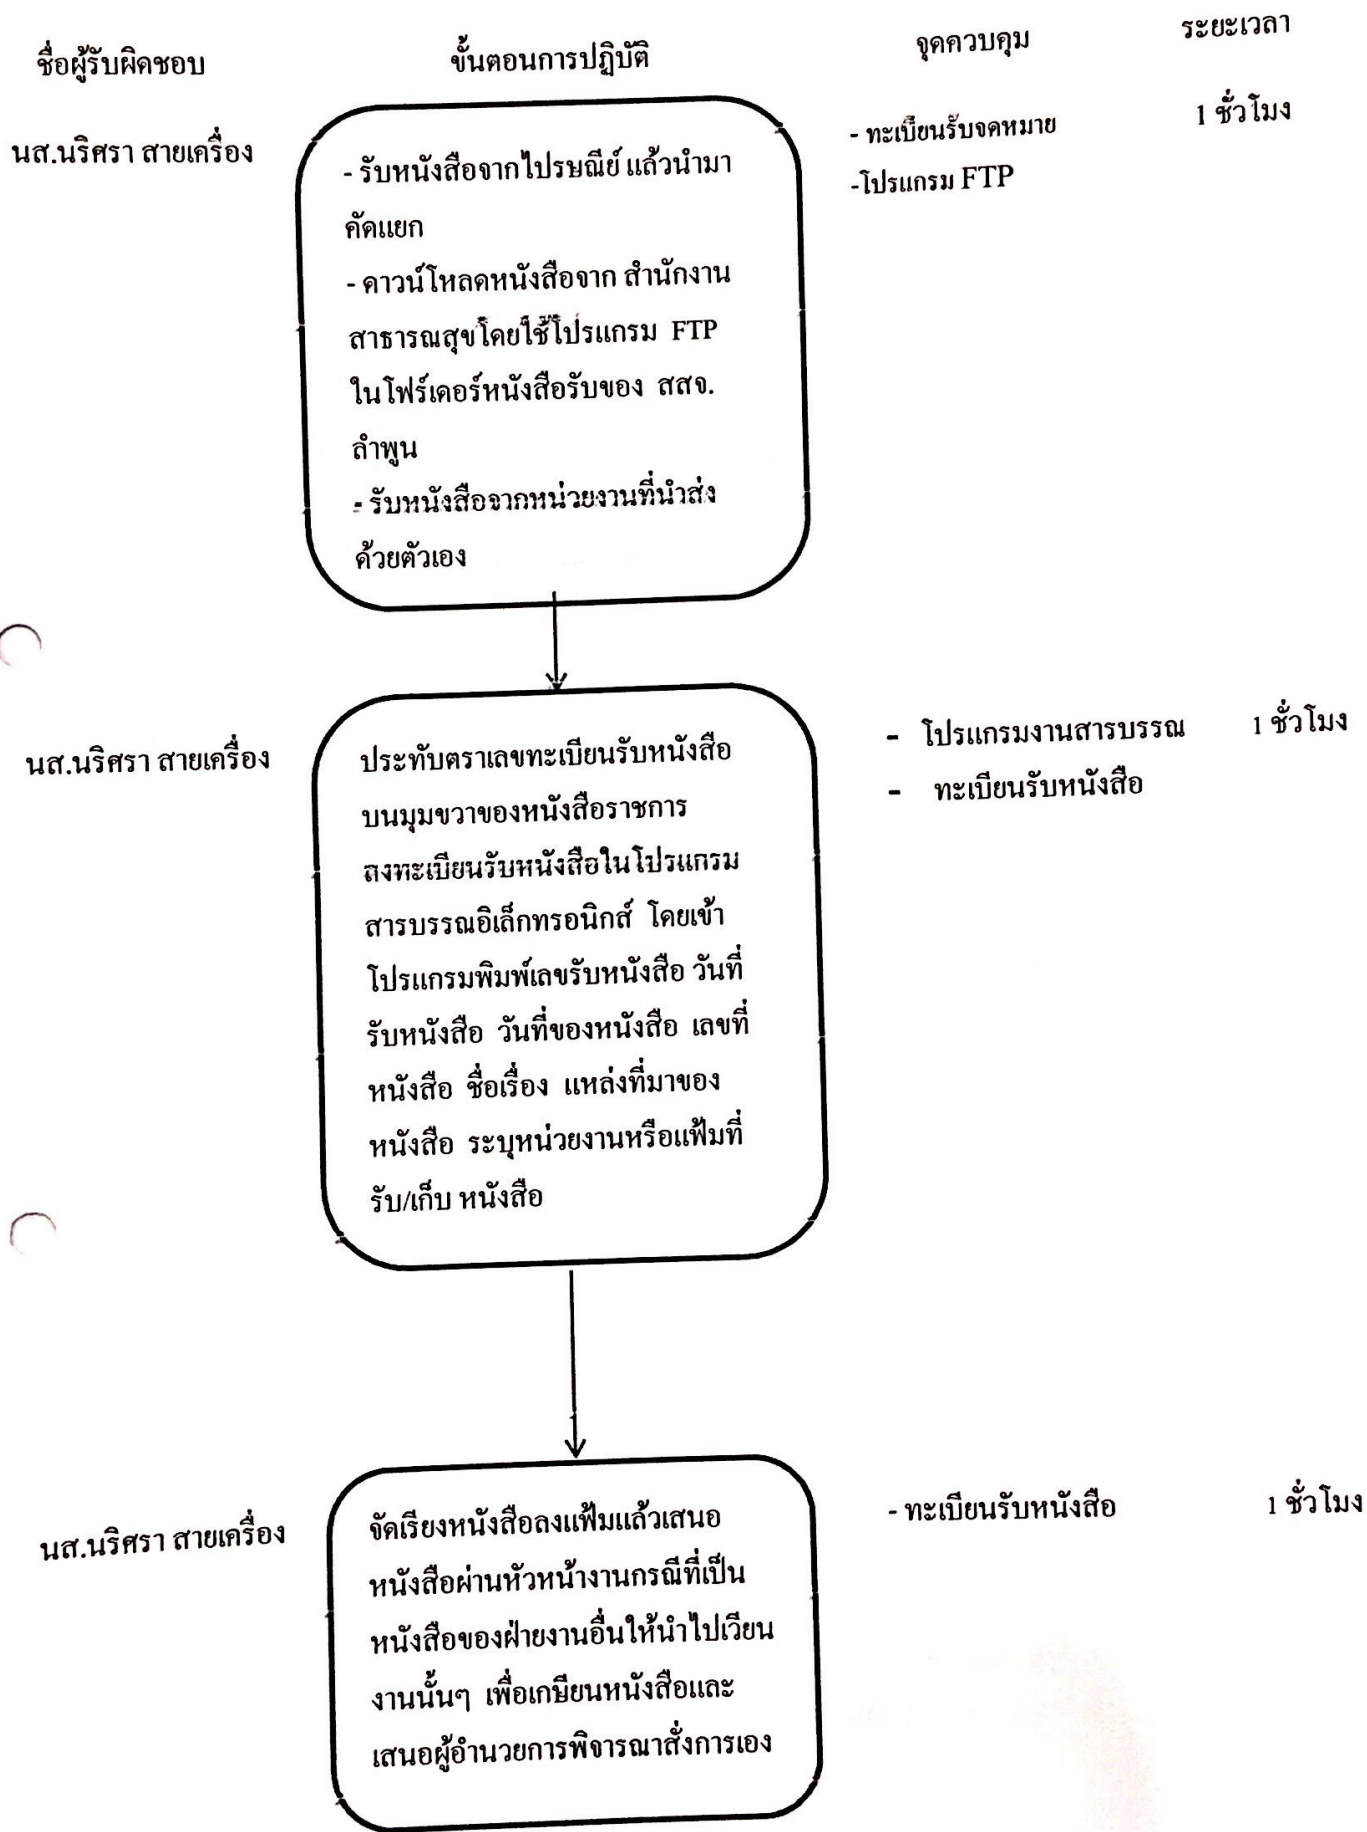 ชื่อผู้รับผิดชอบ ขั้นตอนการปฏิบัติ จุดควบคุม ระยะเวลา
นส.นริศรา สายเครื่อง
- รับหนังสือจากไปรษณีย์ แล้วนำมา
คัดแยก
- ดาวน์โหลดหนังสือจาก สำนักงาน
สาธารณสุขโดยใช้โปรแกรม FTP
ในโฟร์เดอร์หนังสือรับของ สสจ.
ลำพูน
- รับหนังสือจากหน่วยงานที่นำส่ง
ด้วยตัวเอง
- ทะเบียนรับจดหมาย
-โปรแกรม FTP
1 ชั่วโมง
นส.นริศรา สายเครื่อง
ประทับตราเลขทะเบียนรับหนังสือ
บนมุมขวาของหนังสือราชการ
ลงทะเบียนรับหนังสือในโปรแกรม
สารบรรณอิเล็กทรอนิกส์ โดยเข้า
โปรแกรมพิมพ์เลขรับหนังสือ วันที่
รับหนังสือ วันที่ของหนังสือ เลขที่
หนังสือ ชื่อเรื่อง แหล่งที่มาของ
หนังสือ ระบุหน่วยงานหรือแฟ้มที่
รับ/เก็บ หนังสือ
- โปรแกรมงานสารบรรณ
- ทะเบียนรับหนังสือ
1 ชั่วโมง
นส.นริศรา สายเครื่อง
จัดเรียงหนังสือลงแฟ้มแล้วเสนอ
หนังสือผ่านหัวหน้างานกรณีที่เป็น
หนังสือของฝ่ายงานอื่นให้นำไปเวียน
งานนั้นๆ เพื่อเกษียนหนังสือและ
เสนอผู้อำนวยการพิจารณาสั่งการเอง
- ทะเบียนรับหนังสือ
1 ชั่วโมง